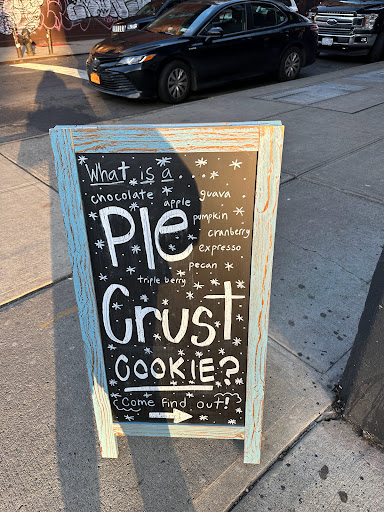 What is a...
chocolate apple guava
PIe
pumpkin
cranberry
expresso
pecan
triple berry
Crust
COOKIE?
Come find out!